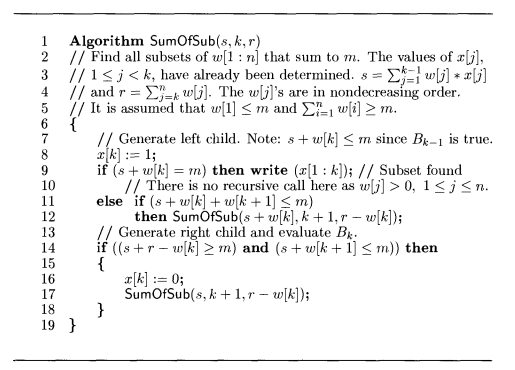 1 Algorithm SumOfSub(s, k, r)
2 // Find all subsets of w[1 : n] that sum to m. The values of x[j],
3 // 1 ≤ j < k, have already been determined. s = ∑_{j=1}^{k−1} w[j] ∗ x[j]
4 // and r = ∑_{j=k}^{n} w[j]. The w[j]'s are in nondecreasing order.
5 // It is assumed that w[1] ≤ m and ∑_{i=1}^{n} w[i] ≥ m.
6 {
7 // Generate left child. Note: s + w[k] ≤ m since B_{k−1} is true.
8 x[k] := 1;
9 if (s + w[k] = m) then write (x[1 : k]); // Subset found
10 // There is no recursive call here as w[j] > 0, 1 ≤ j ≤ n.
11 else if (s + w[k] + w[k + 1] ≤ m)
12 then SumOfSub(s + w[k], k + 1, r − w[k]);
13 // Generate right child and evaluate B_k.
14 if ((s + r − w[k] ≥ m) and (s + w[k + 1] ≤ m)) then
15 {
16 x[k] := 0;
17 SumOfSub(s, k + 1, r − w[k]);
18 }
19 }